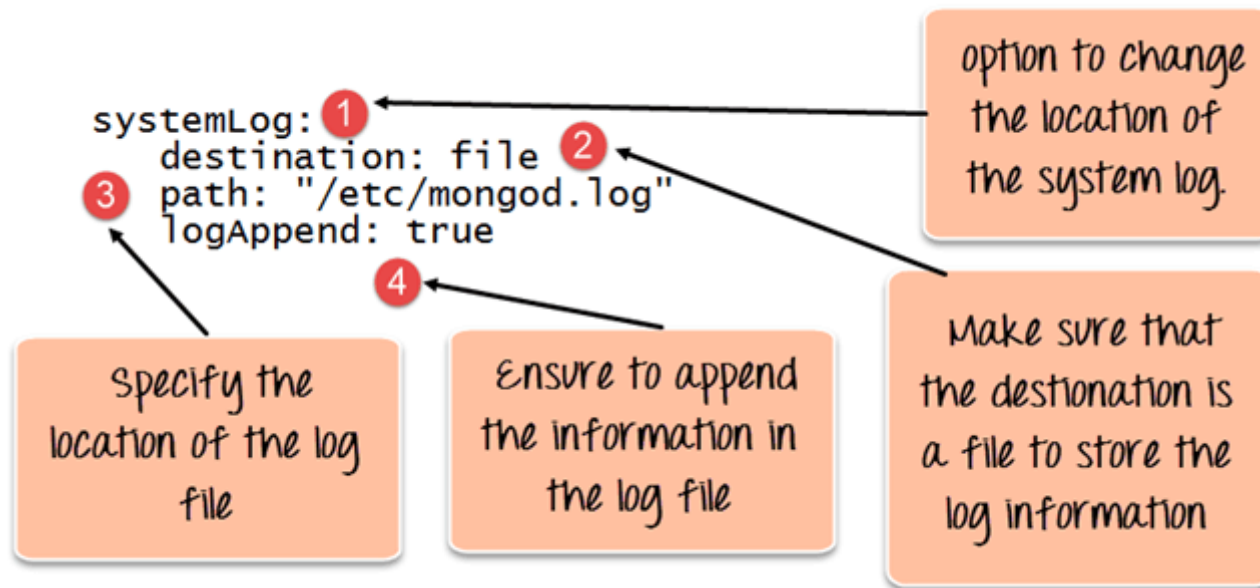 option to change
the location of
the system log.
systemLog:
1
destination: file
2
3
path: "/etc/mongod.log"
logAppend: true
4
Specify the
location of the log
file
Ensure to append
the information in
the log file
Make sure that
the destionation is
a file to store the
log information